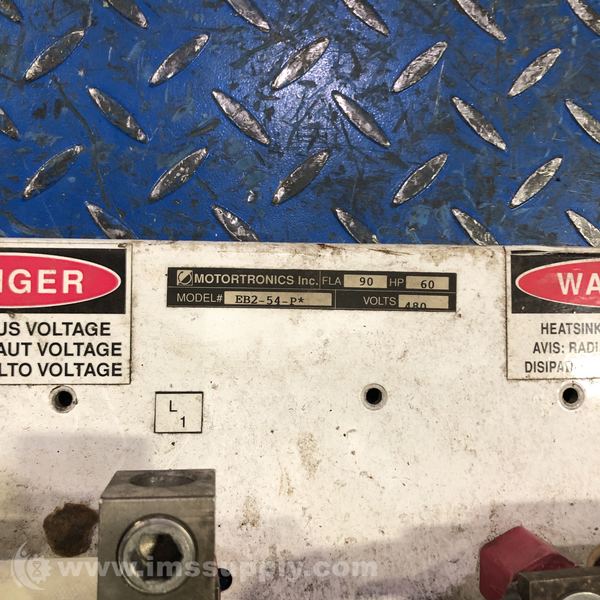 NGER
US VOLTAGE
AUT VOLTAGE
LTO VOLTAGE
MOTORTRONICS Inc. FLA 90 HP 60
MODEL# EB2-54-P* VOLTS 480
WA
HEATSINK
AVIS: RADI
DISIPAD
L
1
www.imssupply.com